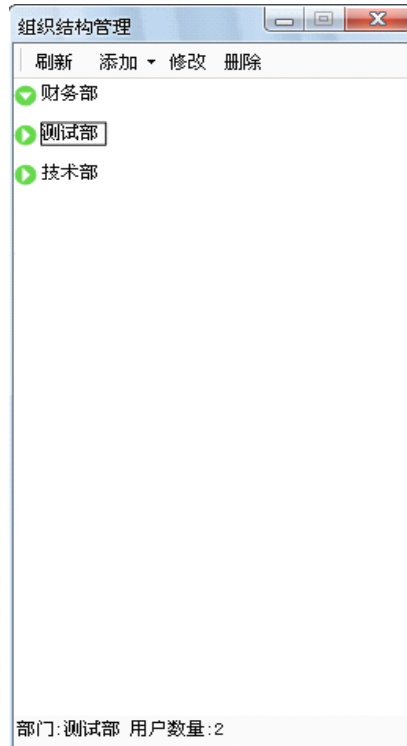 组织结构管理
刷新 添加 修改 删除
财务部
测试部
技术部
部门:测试部 用户数量:2